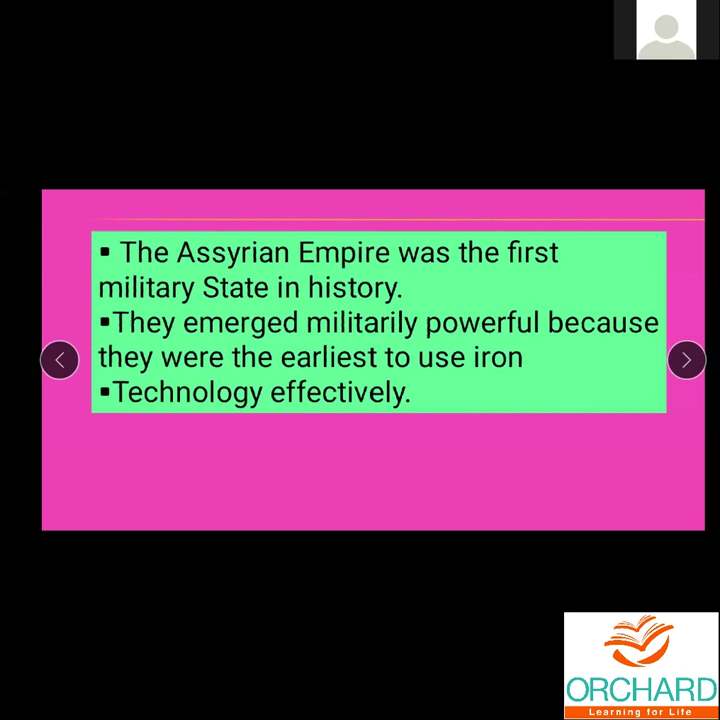 ▪ The Assyrian Empire was the first
military State in history.
▪They emerged militarily powerful because
they were the earliest to use iron
▪Technology effectively.
ORCHARD
Learning for Life